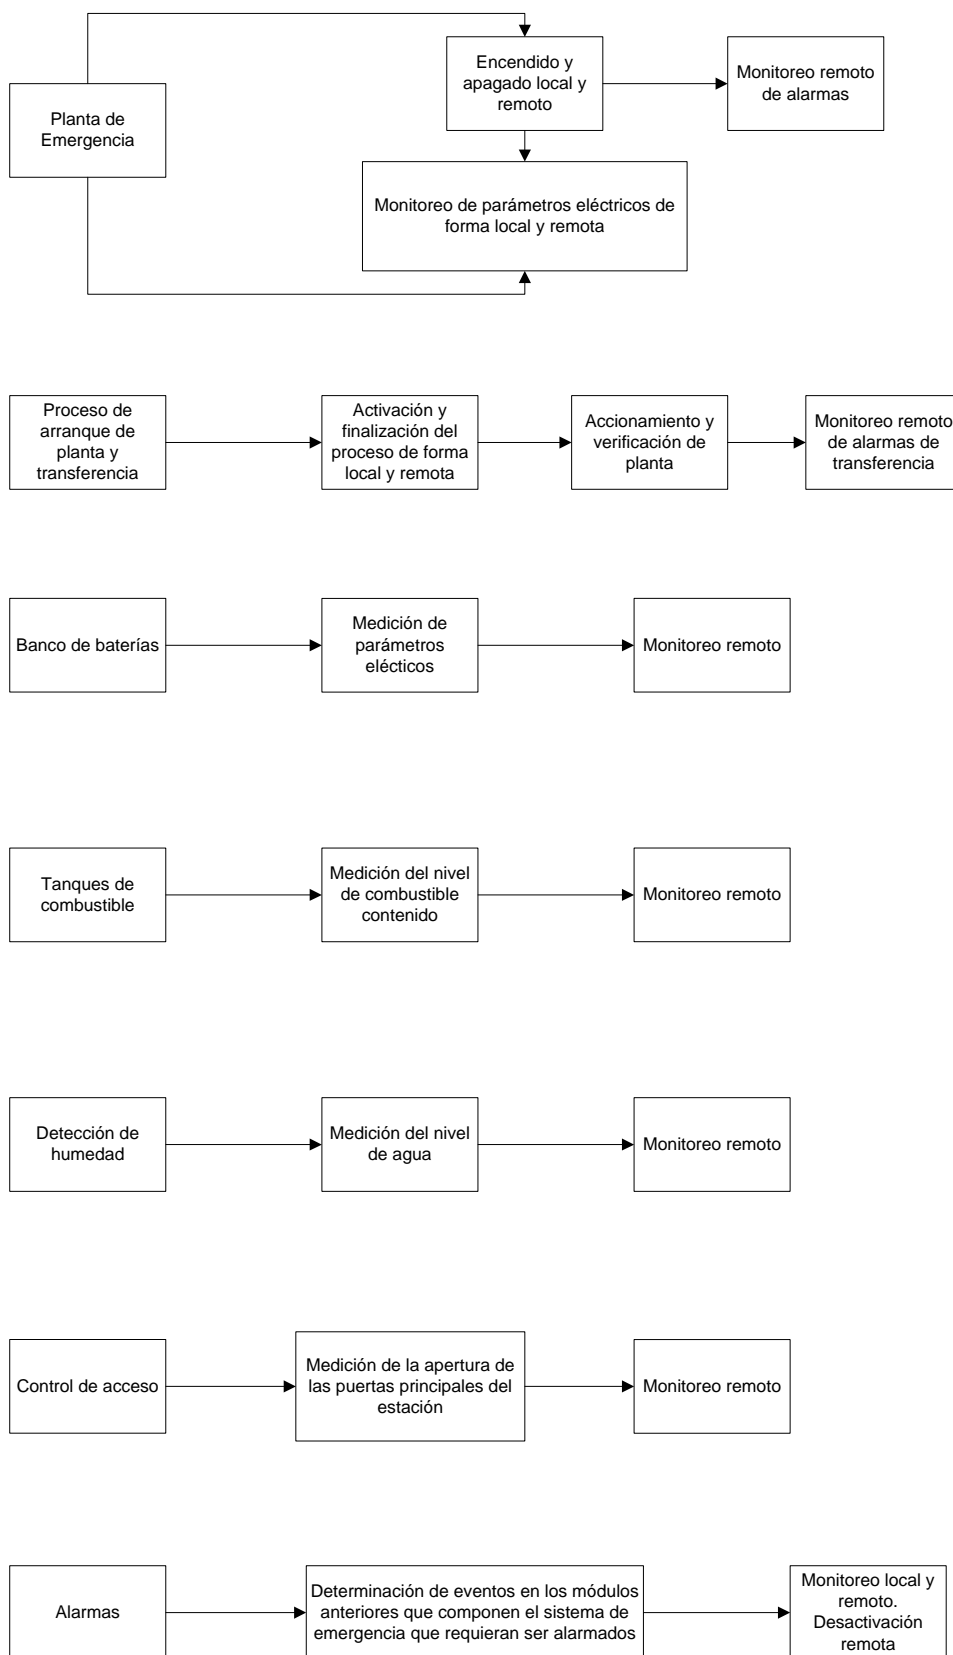 Planta de
Emergencia
Encendido y
apagado local y
remoto
Monitoreo remoto
de alarmas
Monitoreo de parámetros eléctricos de
forma local y remota
Proceso de
arranque de
planta y
transferencia
Activación y
finalización del
proceso de forma
local y remota
Accionamiento y
verificación de
planta
Monitoreo remoto
de alarmas de
transferencia
Banco de baterías
Medición de
parámetros
elécticos
Monitoreo remoto
Tanques de
combustible
Medición del nivel
de combustible
contenido
Monitoreo remoto
Detección de
humedad
Medición del nivel
de agua
Monitoreo remoto
Control de acceso
Medición de la apertura de
las puertas principales del
estación
Monitoreo remoto
Alarmas
Determinación de eventos en los módulos
anteriores que componen el sistema de
emergencia que requieran ser alarmados
Monitoreo local y
remoto.
Desactivación
remota